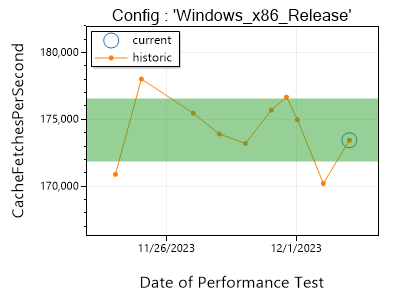 Config : 'Windows_x86_Release'
current
historic
CacheFetchesPerSecond
180,000
175,000
170,000
11/26/2023
12/1/2023
Date of Performance Test